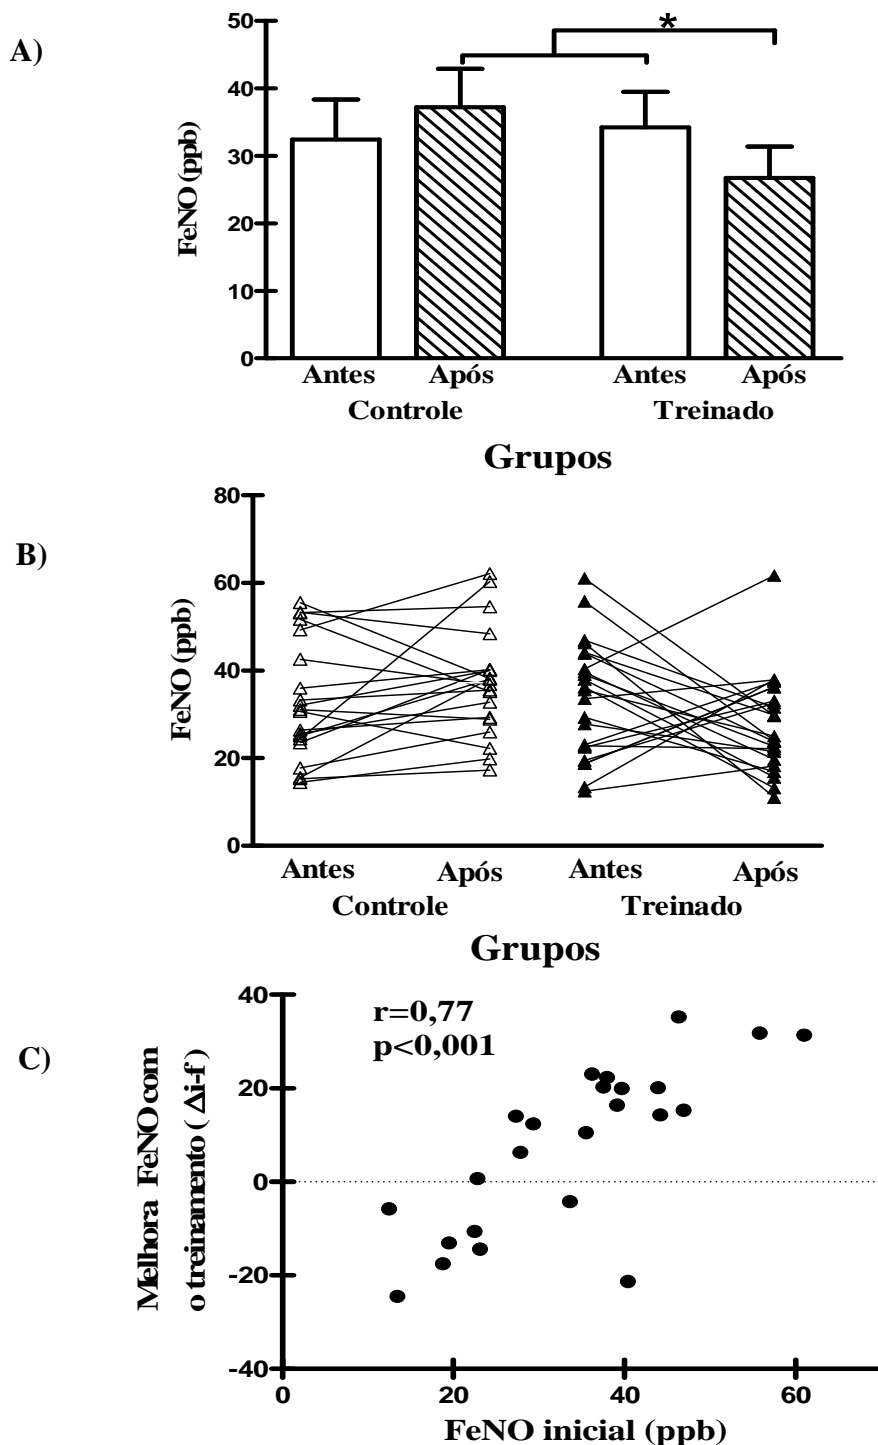 A)
*
FeNO (ppb)
50
40
30
20
10
0
Antes Após Antes Após
Controle Treinado
Grupos
B)
FeNO (ppb)
80
60
40
20
0
Antes Após Antes Após
Controle Treinado
Grupos
C)
Melhora FeNO com
o treinamento (Δi-f)
r=0,77
p<0,001
40
20
0
-20
-40
0 20 40 60
FeNO inicial (ppb)